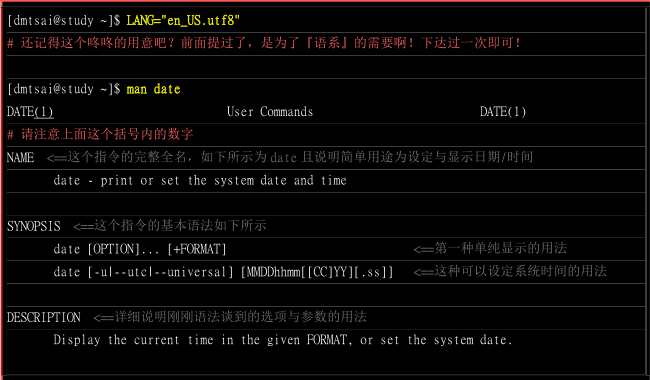 [dmtsai@study ~]$ LANG="en_US.utf8"
# 还记得这个咚咚的用意吧？前面提过了，是为了『语系』的需要啊！下达过一次即可！
[dmtsai@study ~]$ man date
DATE(1) User Commands DATE(1)
# 请注意上面这个括号内的数字
NAME <==这个指令的完整全名，如下所示为 date 且说明简单用途为设定与显示日期/时间
date - print or set the system date and time
SYNOPSIS <==这个指令的基本语法如下所示
date [OPTION]... [+FORMAT] <==第一种单纯显示的用法
date [-u|--utc|--universal] [MMDDhhmm[[CC]YY][.ss]] <==这种可以设定系统时间的用法
DESCRIPTION <==详细说明刚刚语法谈到的选项与参数的用法
Display the current time in the given FORMAT, or set the system date.